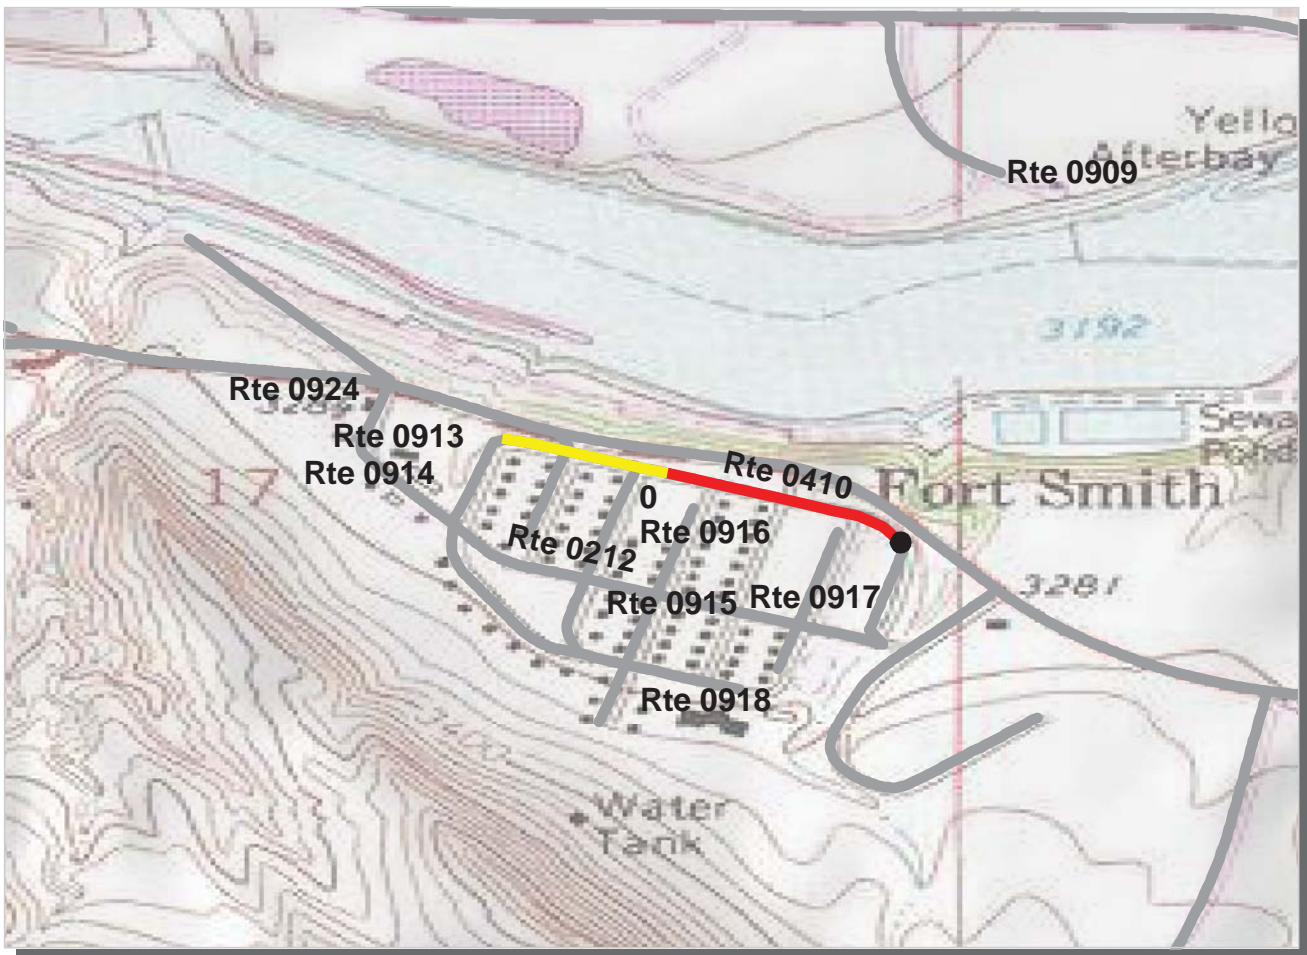 Yello
Afterbay
Rte 0909
3192
Rte 0924
Sewa
Pond
Rte 0913
Rte 0914
17
Rte 0410
Fort Smith
0
Rte 0916
Rte 0212
3281
Rte 0915
Rte 0917
Rte 0918
3400
Water
Tank